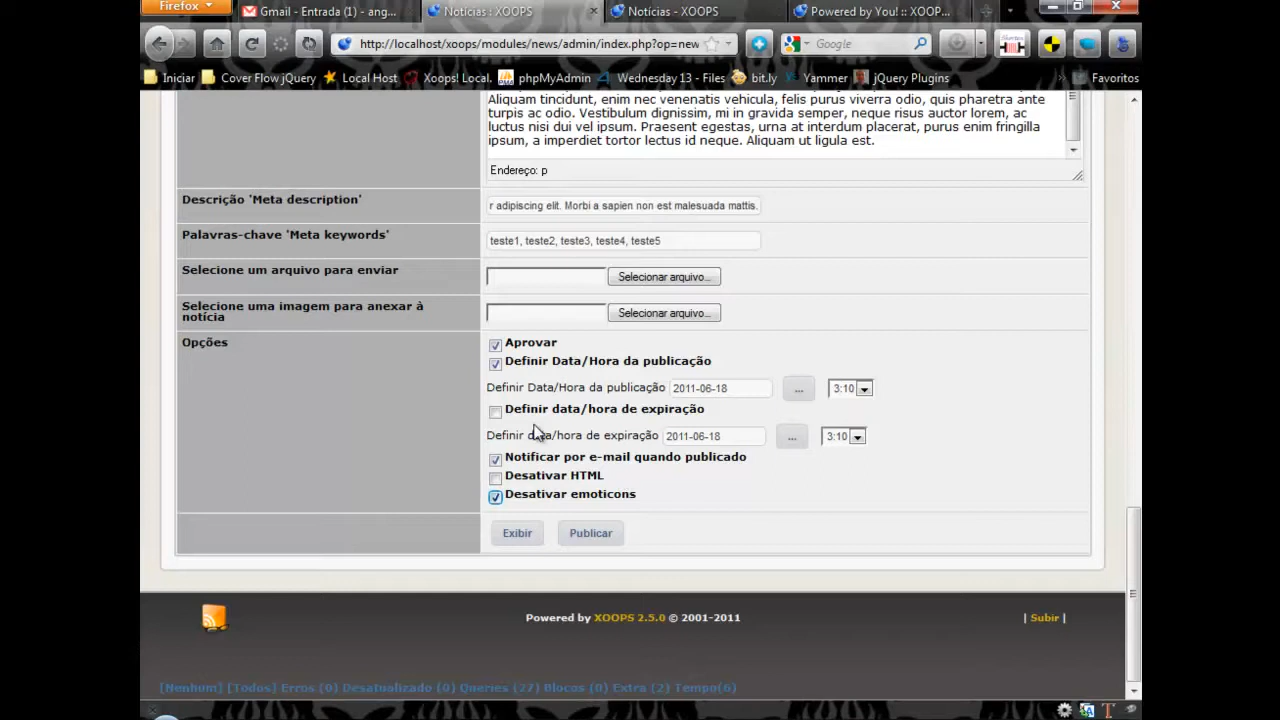 Firefox
Gmail - Entrada (1) - ang...
Notícias : XOOPS
Notícias - XOOPS
Powered by You! :: XOOP...
http://localhost/xoops/modules/news/admin/index.php?op=new
Google
Iniciar
Cover Flow jQuery
Local Host
Xoops! Local.
phpMyAdmin
Wednesday 13 - Files
bit.ly
Yammer
jQuery Plugins
Favoritos
Aliquam tincidunt, enim nec venenatis vehicula, felis purus viverra odio, quis pharetra ante
turpis ac odio. Vestibulum dignissim, mi in gravida semper, neque risus auctor lorem, ac
luctus nisi dui vel ipsum. Praesent egestas, urna at interdum placerat, purus enim fringilla
ipsum, a imperdiet tortor lectus id neque. Aliquam ut ligula est.
Endereço: p
Descrição 'Meta description'
r adipiscing elit. Morbi a sapien non est malesuada mattis.
Palavras-chave 'Meta keywords'
teste1, teste2, teste3, teste4, teste5
Selecione um arquivo para enviar
Selecionar arquivo...
Selecione uma imagem para anexar à
notícia
Selecionar arquivo...
Opções
Aprovar
Definir Data/Hora da publicação
Definir Data/Hora da publicação 2011-06-18 ... 3:10
Definir data/hora de expiração
Definir data/hora de expiração 2011-06-18 ... 3:10
Notificar por e-mail quando publicado
Desativar HTML
Desativar emoticons
Exibir
Publicar
Powered by XOOPS 2.5.0 © 2001-2011
| Subir |
[Nenhum] [Todos] Erros (0) Desatualizado (0) Queries (27) Blocos (0) Extra (2) Tempo(6)